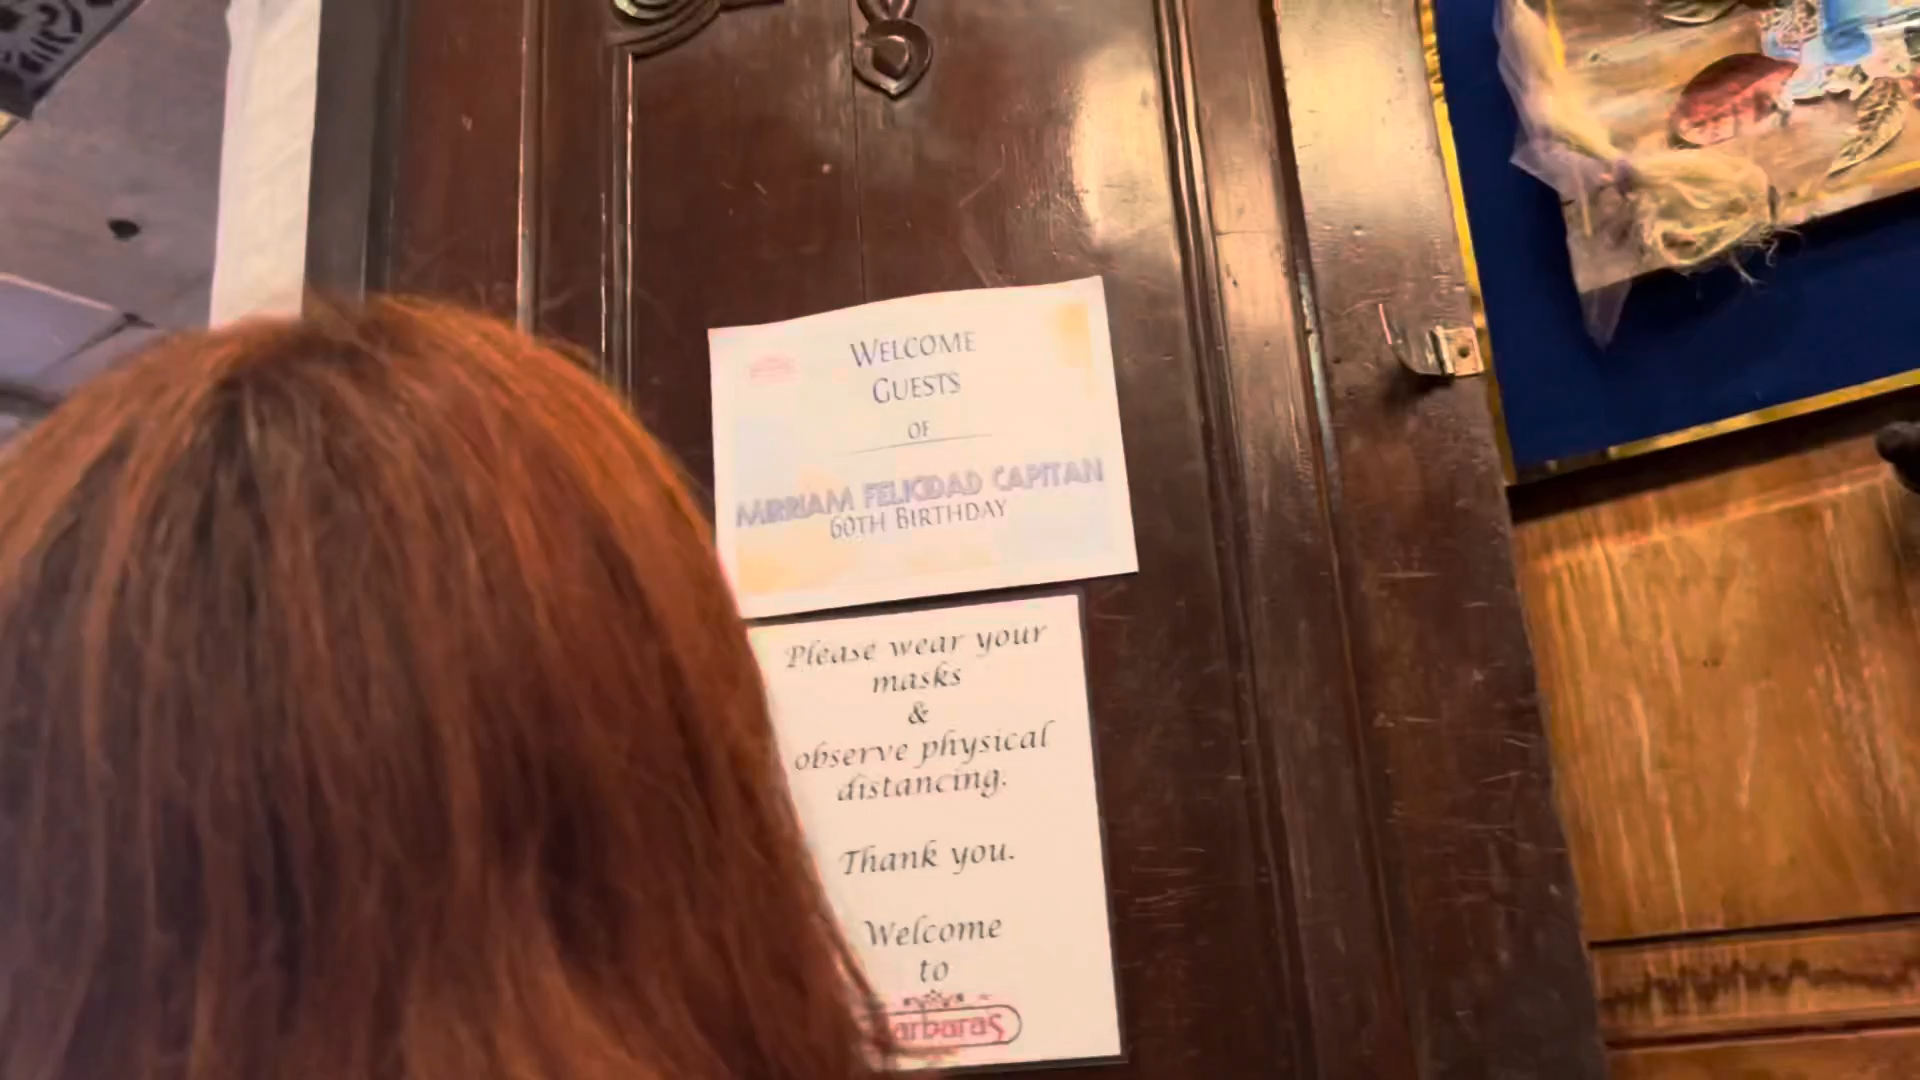 WELCOME
GUESTS
OF
MIRRIAM FELICIDAD CAPITAN
60TH BIRTHDAY
Please wear your
masks
&
observe physical
distancing.
Thank you.
Welcome
to
arbaras